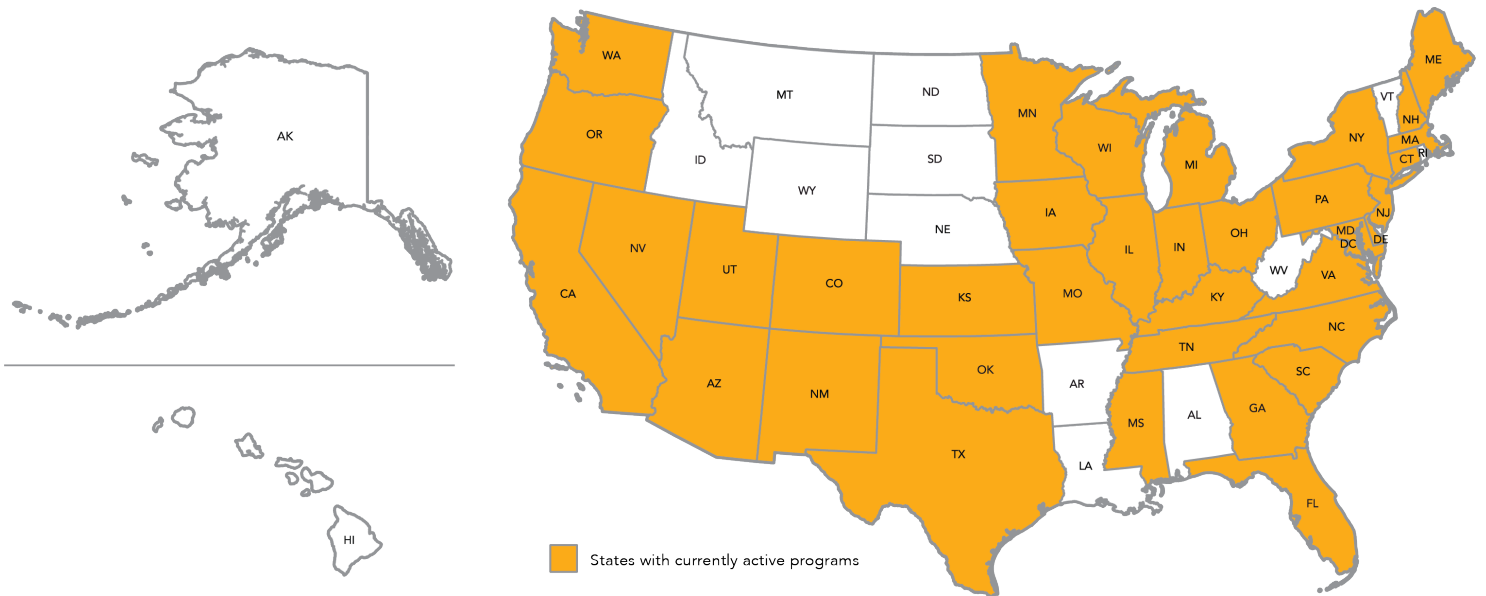 AK
HI
WA
OR
CA
NV
ID
MT
WY
UT
AZ
CO
NM
ND
SD
NE
KS
OK
TX
MN
IA
MO
AR
LA
WI
IL
MI
IN
OH
KY
TN
MS
AL
GA
FL
SC
NC
VA
WV
MD
DC
DE
PA
NJ
NY
CT
RI
MA
VT
NH
ME
States with currently active programs